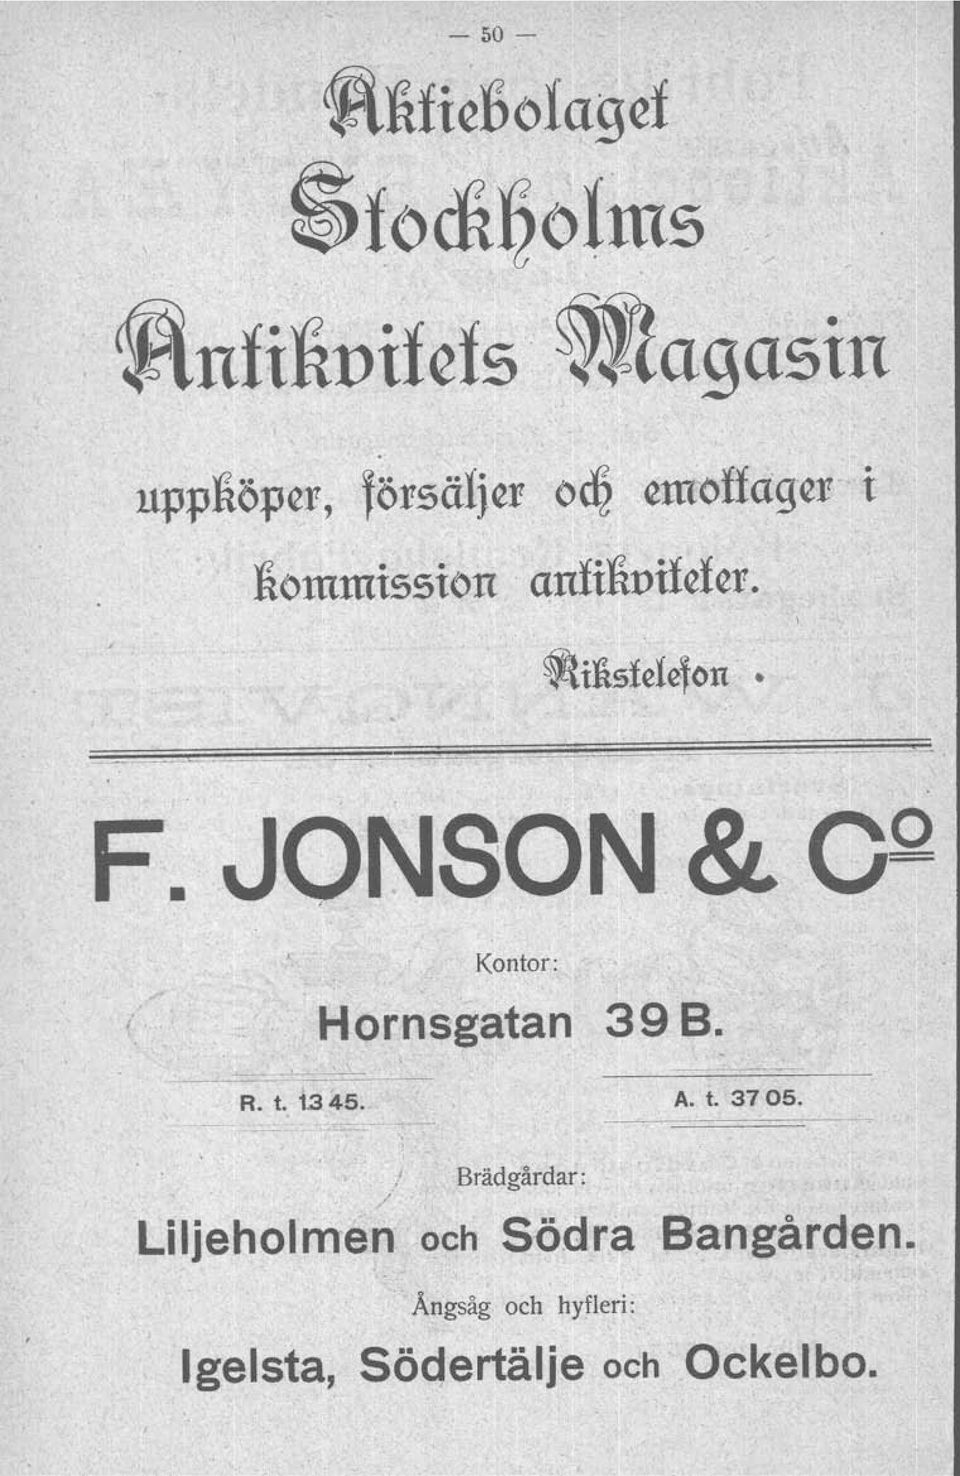 — 50 —
Aktiebolaget
Stockholms
Antikvitets Magasin
uppköper, försäljer och emottager i
kommission antikviteter.
Rikstelefon .
F. JONSON & Cº
Kontor:
Hornsgatan 39 B.
R. t. 13 45. A. t. 37 05.
Brädgårdar:
Liljeholmen och Södra Bangården.
Ångsåg och hyfleri:
Igelsta, Södertälje och Ockelbo.